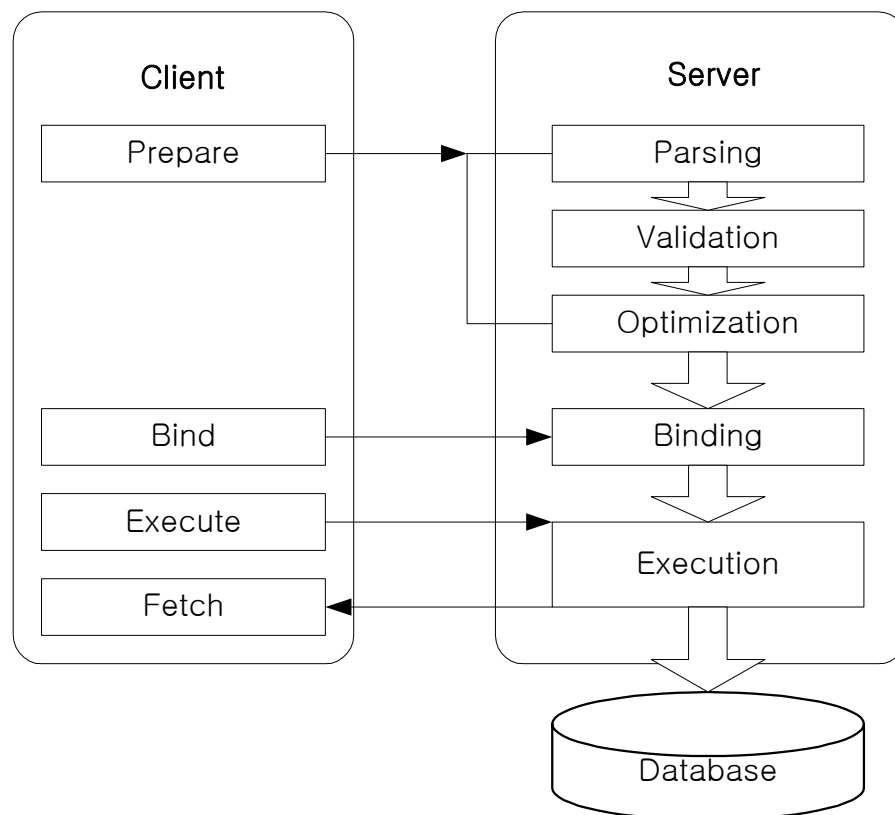 Client
Prepare
Bind
Execute
Fetch
Server
Parsing
Validation
Optimization
Binding
Execution
Database